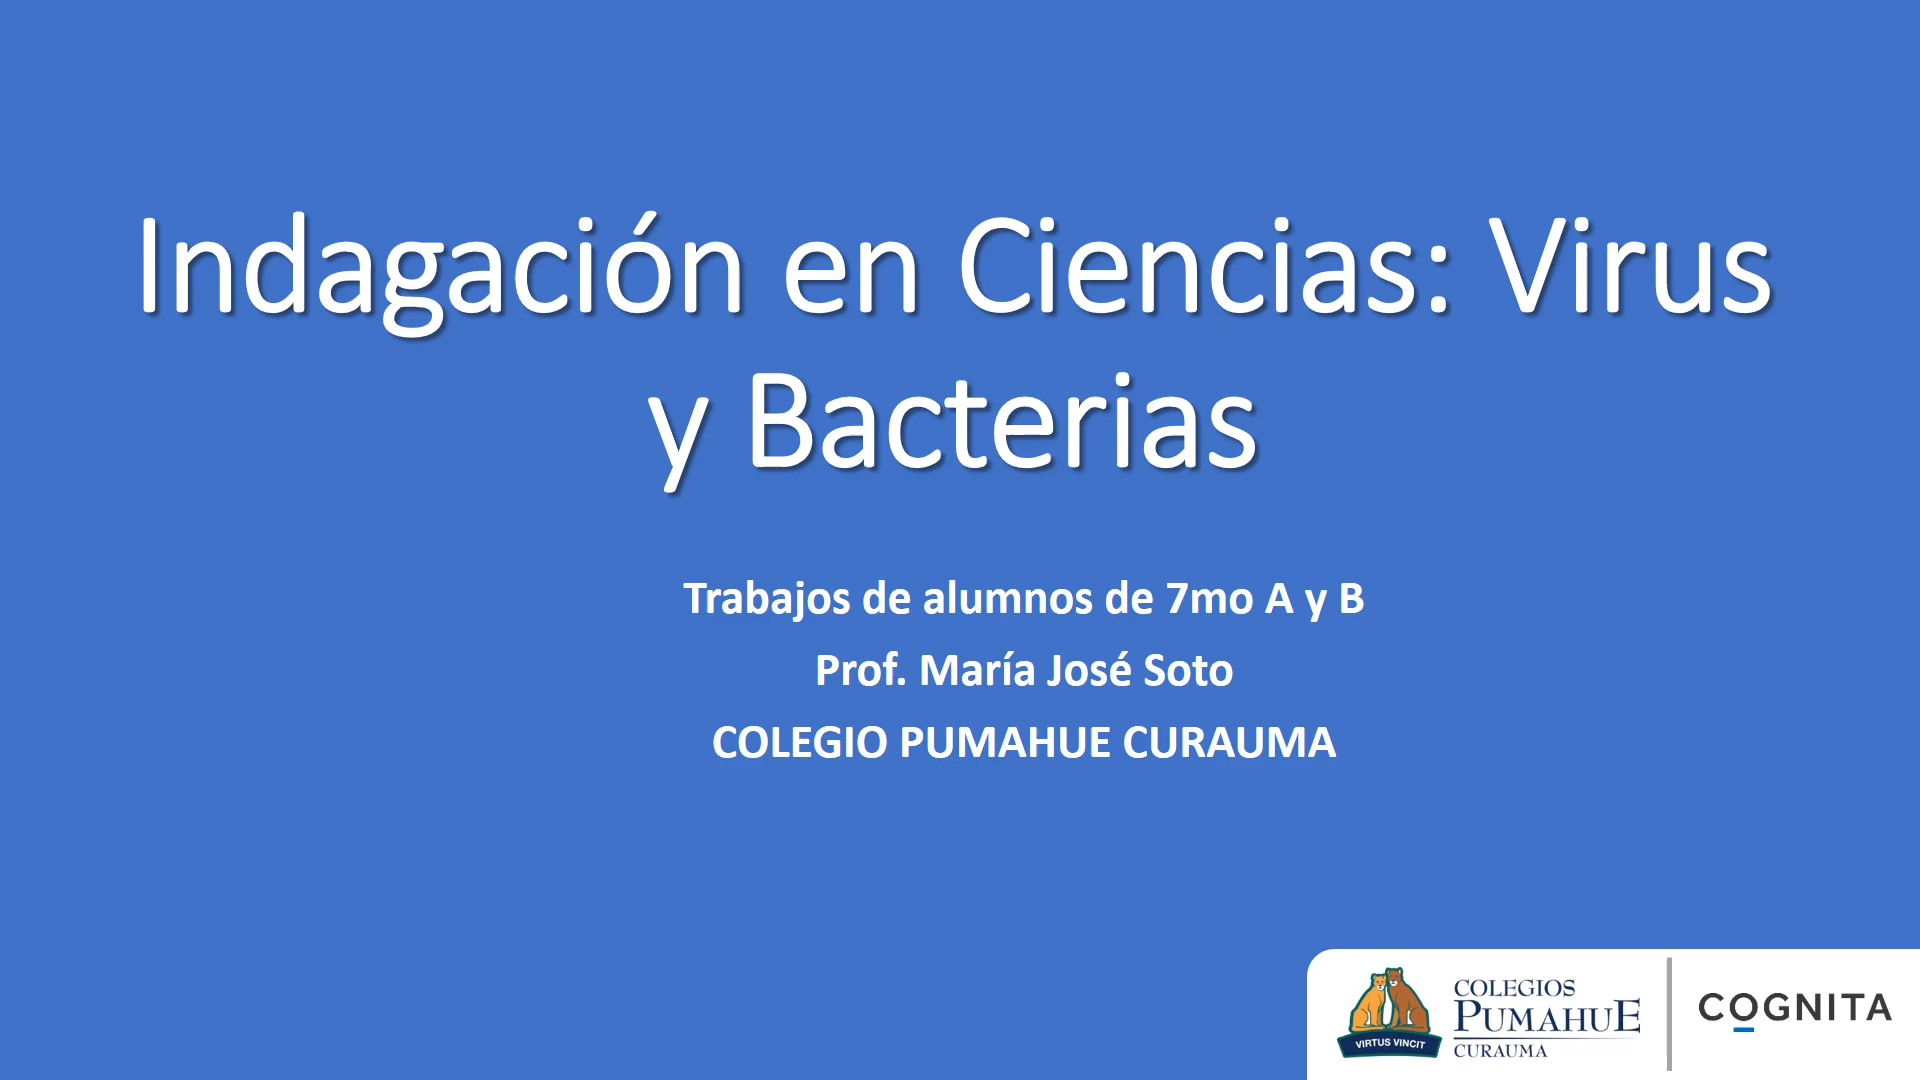 Indagación en Ciencias: Virus
y Bacterias
Trabajos de alumnos de 7mo A y B
Prof. María José Soto
COLEGIO PUMAHUE CURAUMA
COLEGIOS
PUMAHUE
CURAUMA
VIRTUS VINCIT
COGNITA